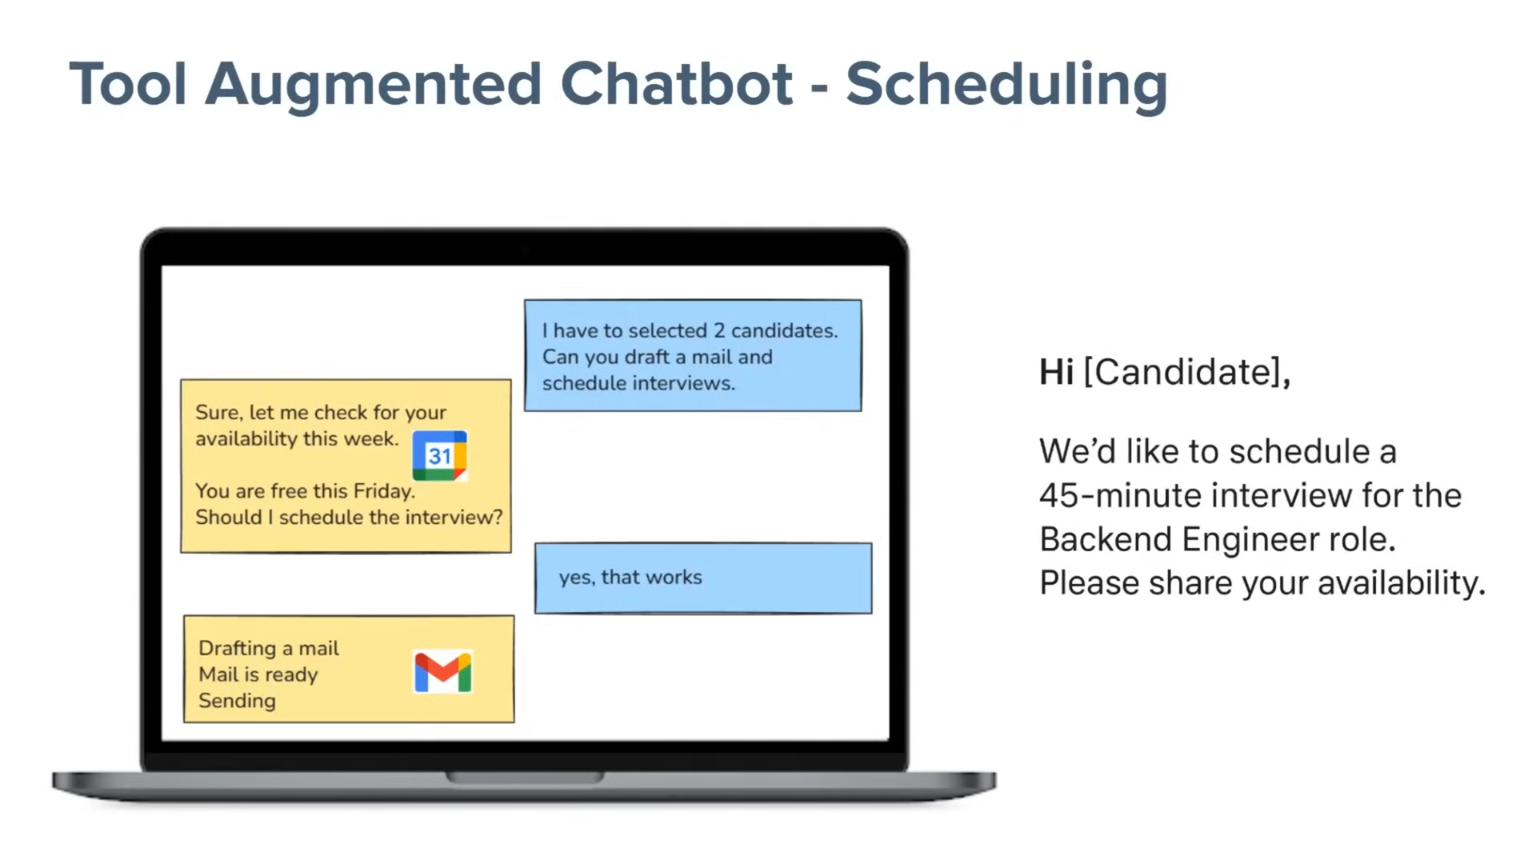 Tool Augmented Chatbot - Scheduling
I have to selected 2 candidates.
Can you draft a mail and
schedule interviews.
Sure, let me check for your
availability this week.
31
You are free this Friday.
Should I schedule the interview?
yes, that works
Drafting a mail
Mail is ready
Sending
Hi [Candidate],
We’d like to schedule a
45-minute interview for the
Backend Engineer role.
Please share your availability.